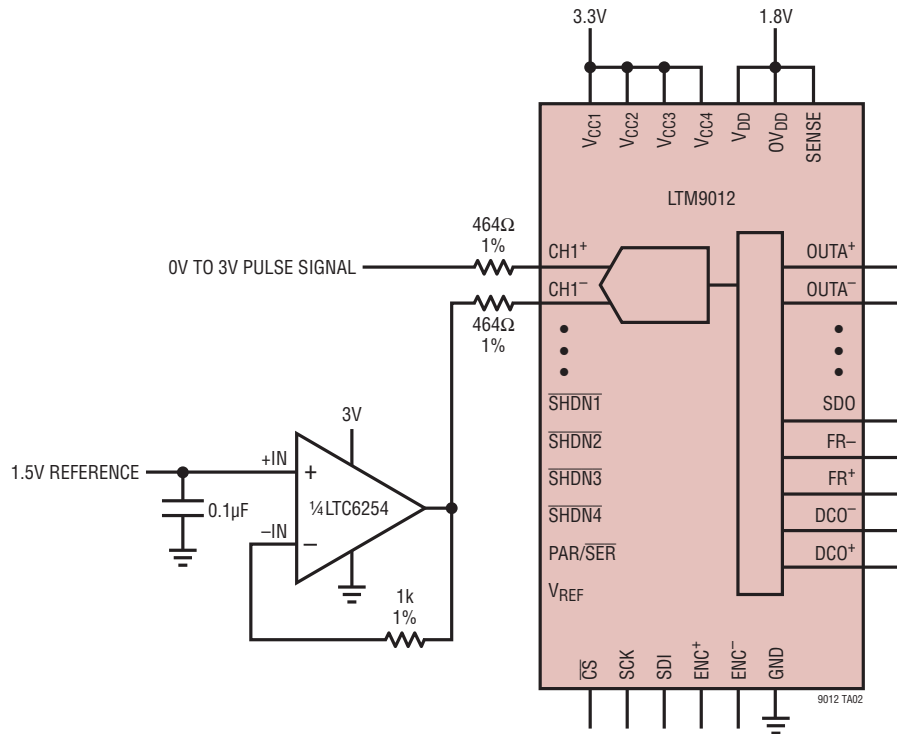 3.3V
1.8V
VCC1
VCC2
VCC3
VCC4
VDD
OVDD
SENSE
LTM9012
464Ω
1%
0V TO 3V PULSE SIGNAL
CH1+
OUTA+
CH1–
OUTA–
464Ω
1%
SHDN1
SDO
SHDN2
FR–
3V
1.5V REFERENCE
+IN
+
SHDN3
FR+
0.1µF
¼LTC6254
SHDN4
DCO–
–IN
–
PAR/SER
DCO+
1k
1%
VREF
CS
SCK
SDI
ENC+
ENC–
GND
9012 TA02